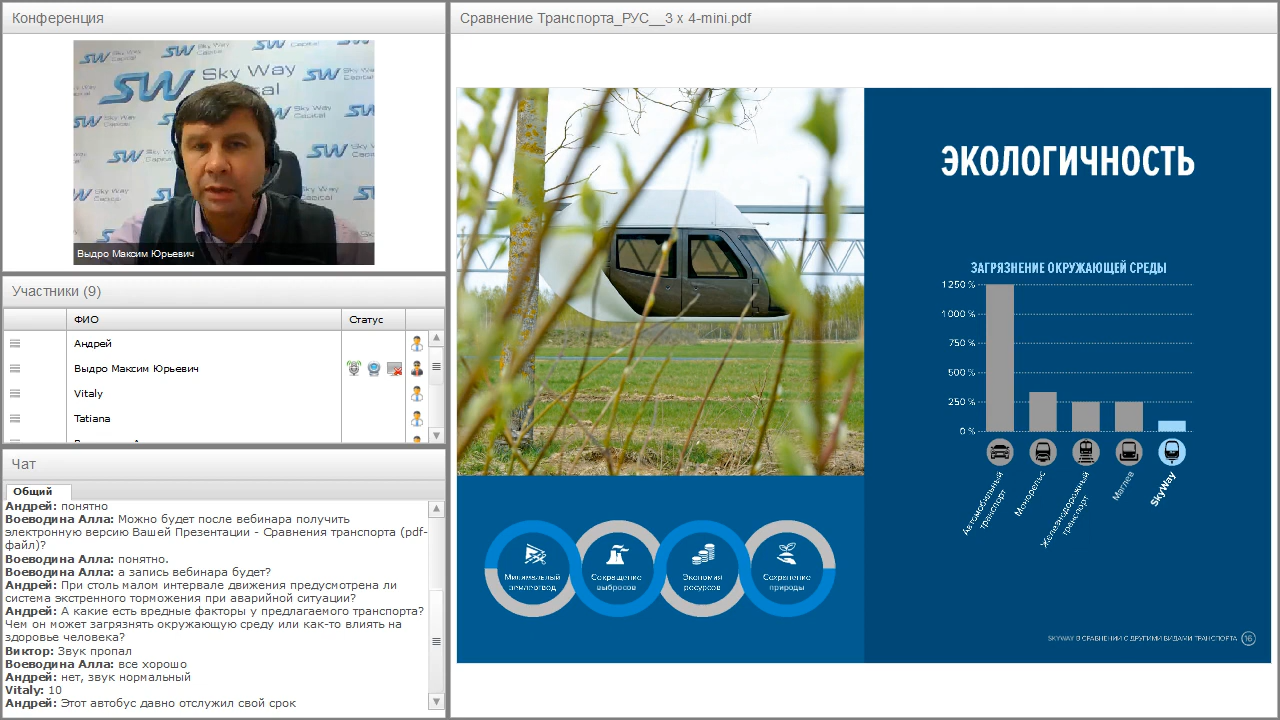 Конференция
SW
Sky Way
Capital
Выдро Максим Юрьевич
Участники (9)
ФИО
Статус
Андрей
Выдро Максим Юрьевич
Vitaly
Tatiana
Чат
Общий
Андрей: понятно
Воеводина Алла: Можно будет после вебинара получить
электронную версию Вашей Презентации - Сравнения транспорта (pdf-
файл)?
Воеводина Алла: понятно.
Воеводина Алла: а запись вебинара будет?
Андрей: При столь малом интервале движения предусмотрена ли
система экстренного торможения при аварийной ситуации?
Андрей: А какие есть вредные факторы у предлагаемого транспорта?
Чем он может загрязнять окружающую среду или как-то влиять на
здоровье человека?
Виктор: Звук пропал
Воеводина Алла: все хорошо
Андрей: нет, звук нормальный
Vitaly: 10
Андрей: Этот автобус давно отслужил свой срок
Сравнение Транспорта_РУС__3 x 4-mini.pdf
ЭКОЛОГИЧНОСТЬ
ЗАГРЯЗНЕНИЕ ОКРУЖАЮЩЕЙ СРЕДЫ
1 250 %
1 000 %
750 %
500 %
250 %
0 %
Автомобильный
транспорт
Монорельс
Железнодорожный
транспорт
Маглев
SkyWay
Минимальный
землеотвод
Сокращение
выбросов
Экономия
ресурсов
Сохранение
природы
SKYWAY В СРАВНЕНИИ С ДРУГИМИ ВИДАМИ ТРАНСПОРТА 16